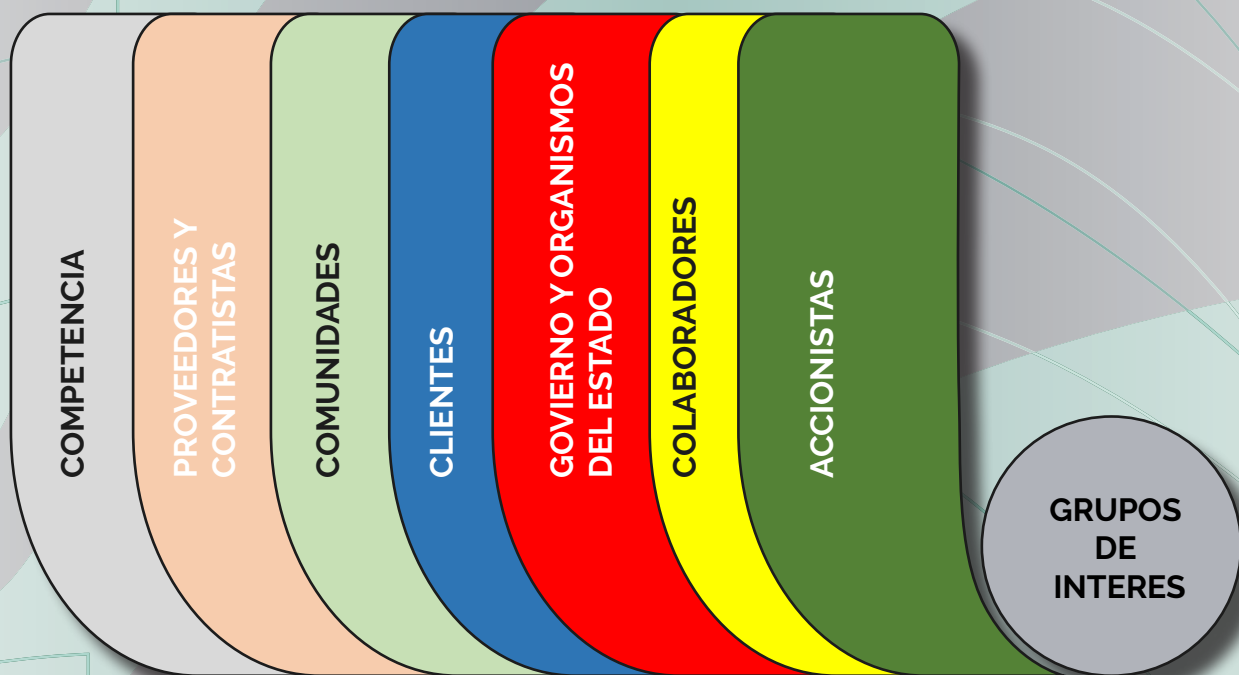 COMPETENCIA
PROVEEDORES Y
CONTRATISTAS
COMUNIDADES
CLIENTES
GOVIERNO Y ORGANISMOS
DEL ESTADO
COLABORADORES
ACCIONISTAS
GRUPOS
DE
INTERES